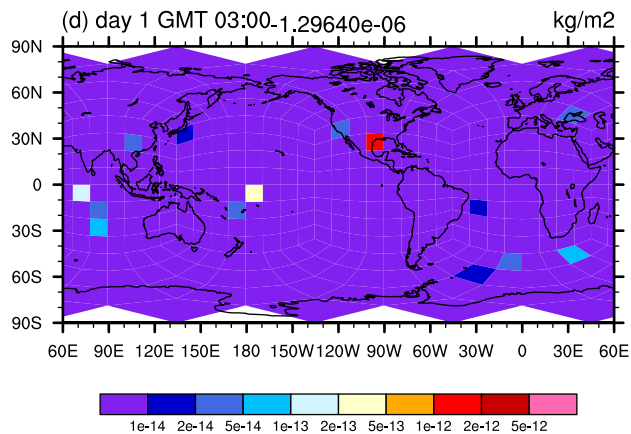 (d) day 1 GMT 03:00 -1.29640e-06 kg/m2
90N
60N
30N
0
30S
60S
90S
60E 90E 120E 150E 180 150W 120W 90W 60W 30W 0 30E 60E
1e-14 2e-14 5e-14 1e-13 2e-13 5e-13 1e-12 2e-12 5e-12